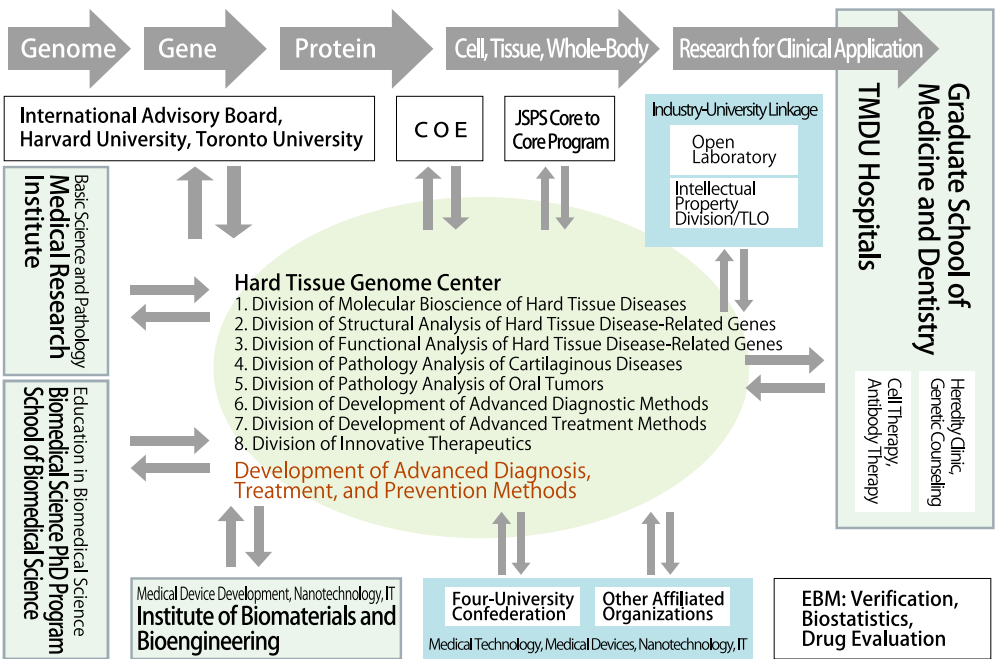 Genome
Gene
Protein
Cell, Tissue, Whole-Body
Research for Clinical Application
International Advisory Board,
Harvard University, Toronto University
C O E
JSPS Core to
Core Program
Industry-University Linkage
Open
Laboratory
Intellectual
Property
Division/TLO
Graduate School of
Medicine and Dentistry
TMDU Hospitals
Heredity Clinic,
Genetic Counseling
Cell Therapy,
Antibody Therapy
Basic Science and Pathology
Medical Research
Institute
Education in Biomedical Science
Biomedical Science PhD Program
School of Biomedical Science
Hard Tissue Genome Center
1. Division of Molecular Bioscience of Hard Tissue Diseases
2. Division of Structural Analysis of Hard Tissue Disease-Related Genes
3. Division of Functional Analysis of Hard Tissue Disease-Related Genes
4. Division of Pathology Analysis of Cartilaginous Diseases
5. Division of Pathology Analysis of Oral Tumors
6. Division of Development of Advanced Diagnostic Methods
7. Division of Development of Advanced Treatment Methods
8. Division of Innovative Therapeutics
Development of Advanced Diagnosis,
Treatment, and Prevention Methods
Medical Device Development, Nanotechnology, IT
Institute of Biomaterials and
Bioengineering
Four-University
Confederation
Other Affiliated
Organizations
Medical Technology, Medical Devices, Nanotechnology, IT
EBM: Verification,
Biostatistics,
Drug Evaluation